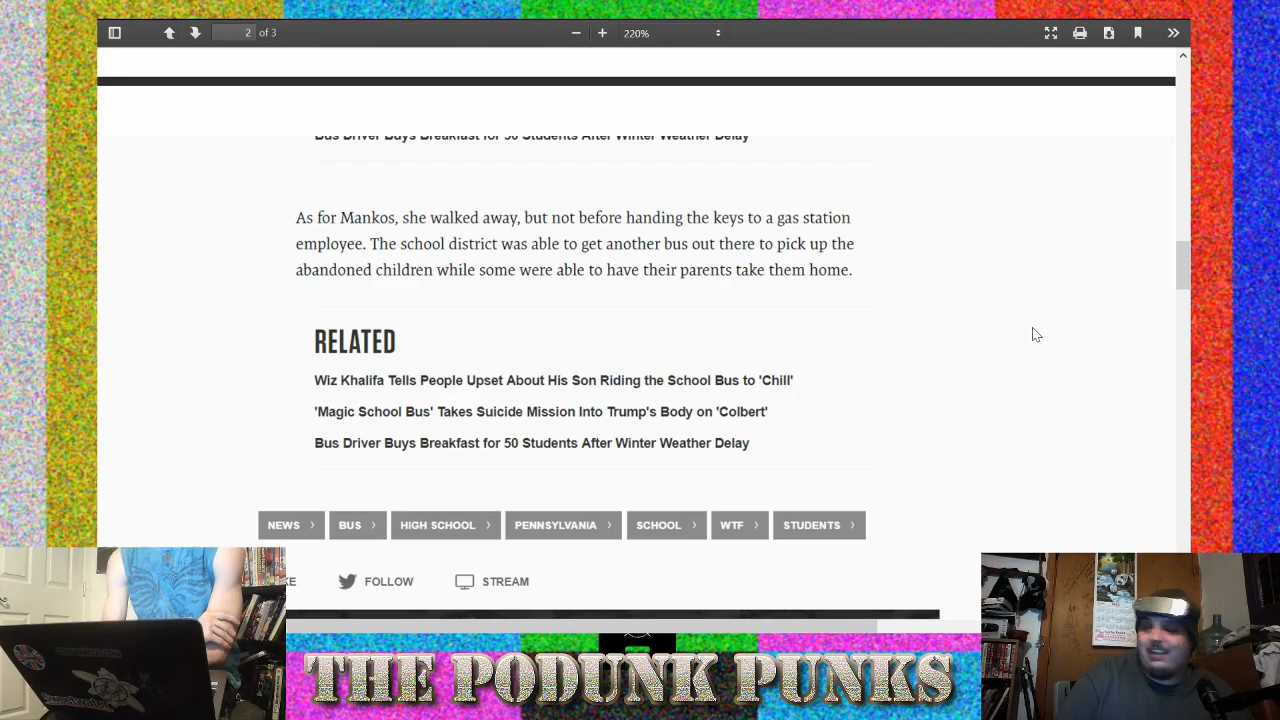 2 of 3
220%
Bus Driver Buys Breakfast for 50 Students After Winter Weather Delay
As for Mankos, she walked away, but not before handing the keys to a gas station
employee. The school district was able to get another bus out there to pick up the
abandoned children while some were able to have their parents take them home.
RELATED
Wiz Khalifa Tells People Upset About His Son Riding the School Bus to 'Chill'
'Magic School Bus' Takes Suicide Mission Into Trump's Body on 'Colbert'
Bus Driver Buys Breakfast for 50 Students After Winter Weather Delay
NEWS BUS HIGH SCHOOL PENNSYLVANIA SCHOOL WTF STUDENTS
KE FOLLOW STREAM
THE PODUNK PUNKS